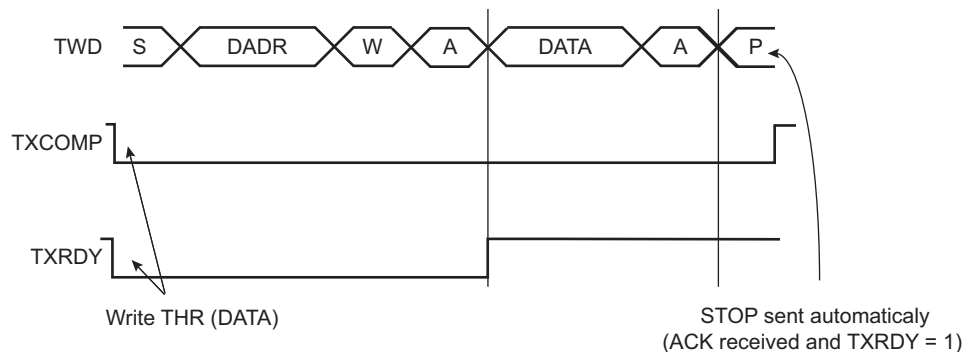 TWD S DADR W A DATA A P
TXCOMP
TXRDY
Write THR (DATA)
STOP sent automaticaly
(ACK received and TXRDY = 1)